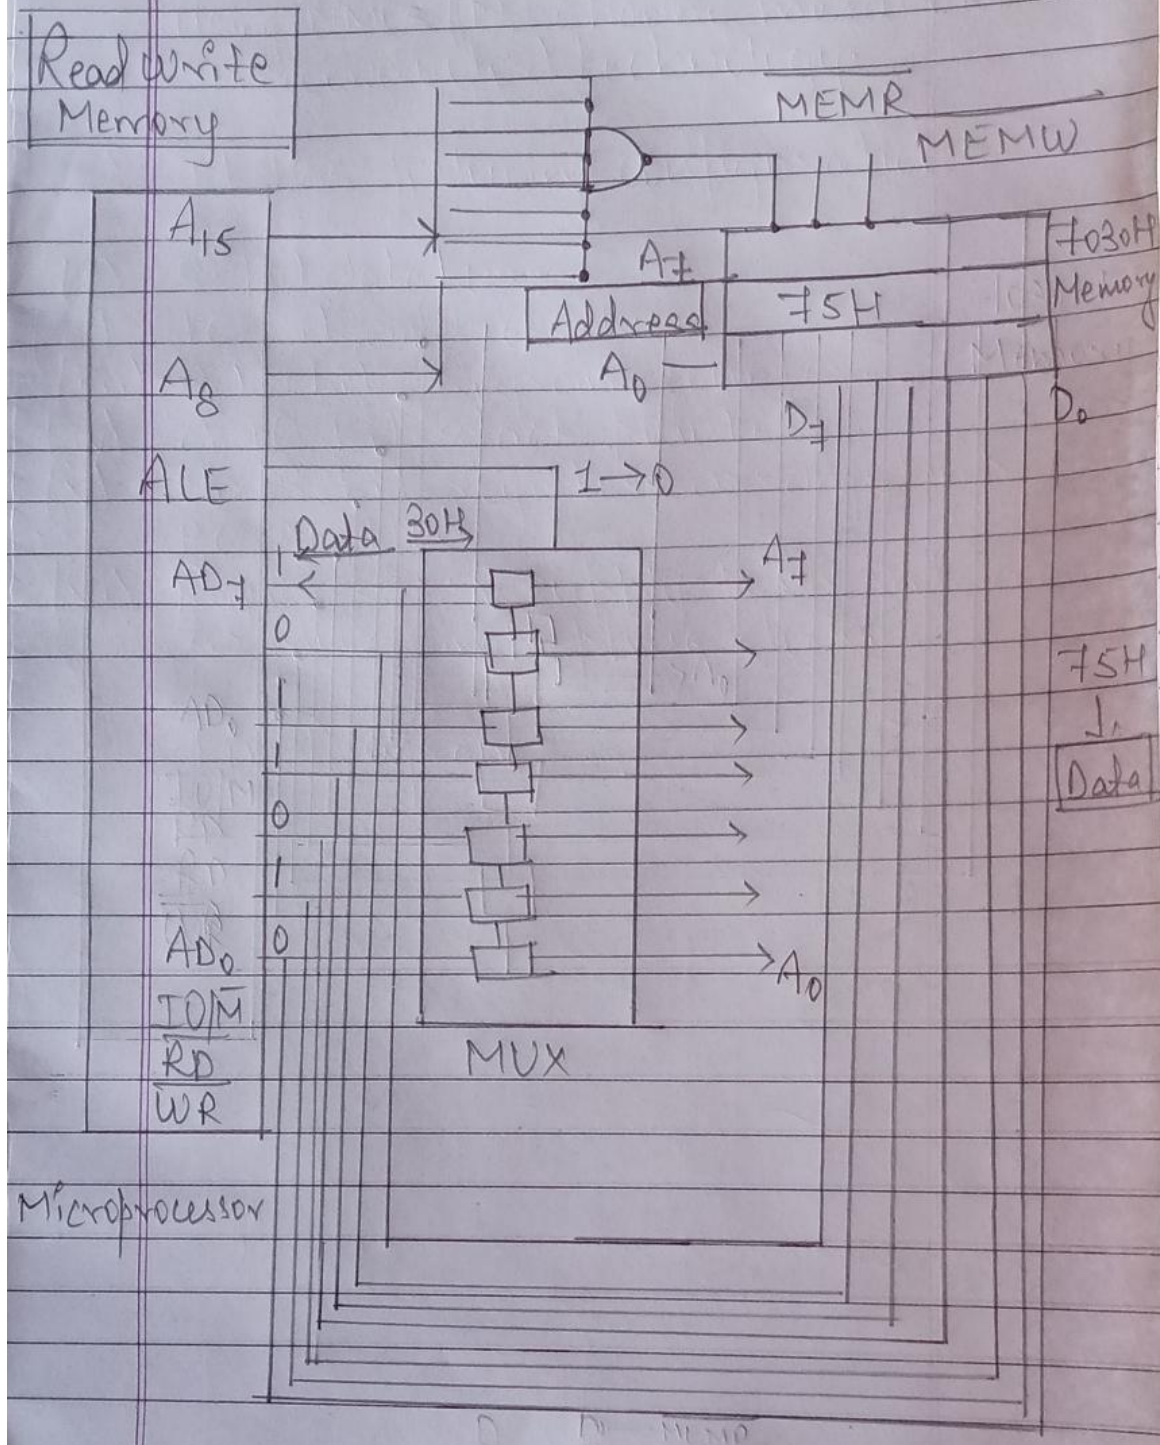 Read Write
Memory
MEMR
MEMW
A15
A7
7030H
Memory
Address
75H
A8
A0
D7
D0
ALE
1→0
Data 30H
AD7
1
A7
0
1
75H
↓
Data
1
0
1
AD0
0
A0
IO/M̅
RD
WR
MUX
Microprocessor